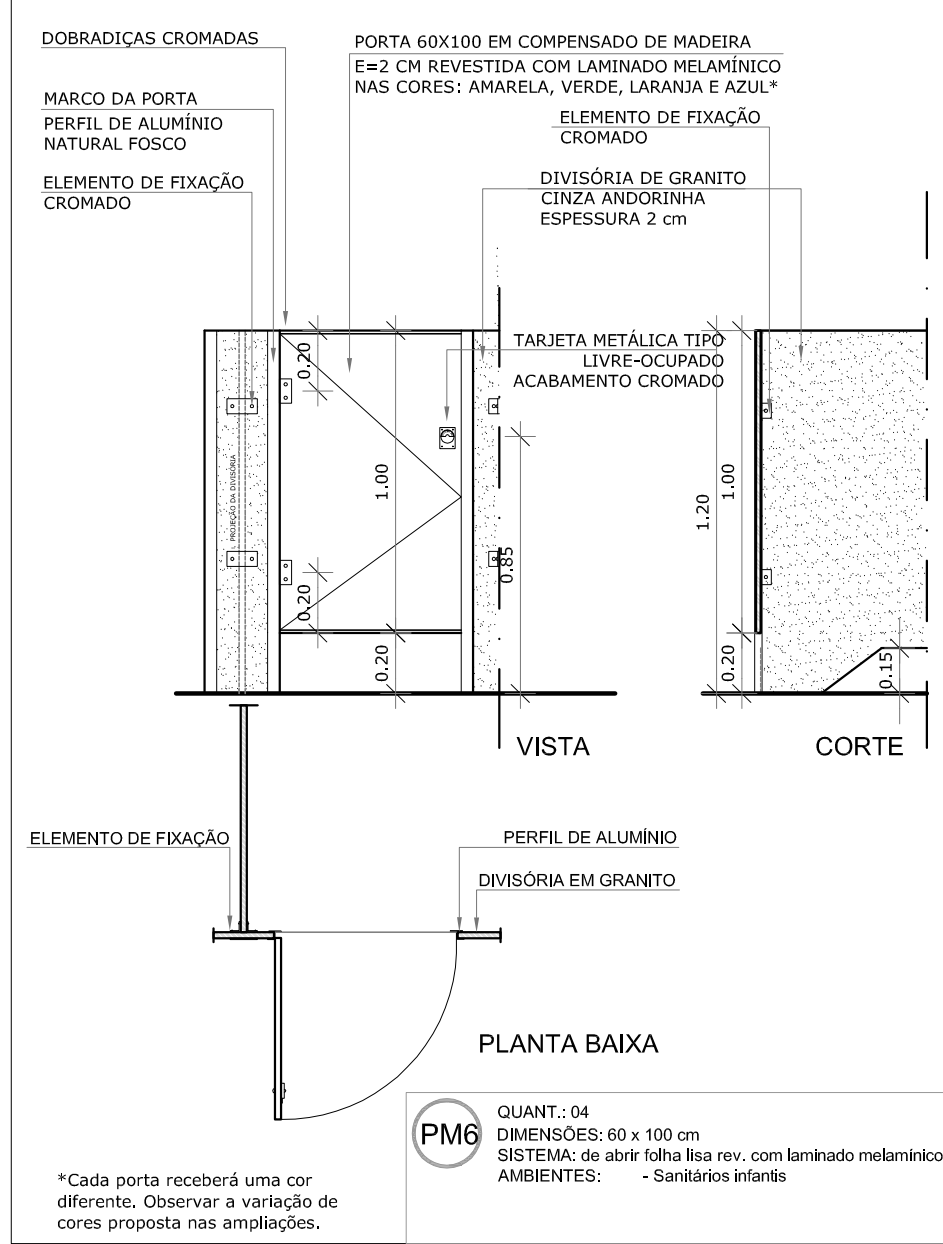 DOBRADIÇAS CROMADAS
MARCO DA PORTA
PERFIL DE ALUMÍNIO
NATURAL FOSCO
ELEMENTO DE FIXAÇÃO
CROMADO
PORTA 60X100 EM COMPENSADO DE MADEIRA
E=2 CM REVESTIDA COM LAMINADO MELAMÍNICO
NAS CORES: AMARELA, VERDE, LARANJA E AZUL*
ELEMENTO DE FIXAÇÃO
CROMADO
DIVISÓRIA DE GRANITO
CINZA ANDORINHA
ESPESSURA 2 cm
TARJETA METÁLICA TIPO
LIVRE-OCUPADO
ACABAMENTO CROMADO
PROJEÇÃO DA DIVISÓRIA
0.20
1.00
0.20
0.20
0.85
1.20
1.00
0.20
0.15
VISTA
CORTE
ELEMENTO DE FIXAÇÃO
PERFIL DE ALUMÍNIO
DIVISÓRIA EM GRANITO
PLANTA BAIXA
PM6
QUANT.: 04
DIMENSÕES: 60 x 100 cm
SISTEMA: de abrir folha lisa rev. com laminado melamínico
AMBIENTES: - Sanitários infantis
*Cada porta receberá uma cor
diferente. Observar a variação de
cores proposta nas ampliações.